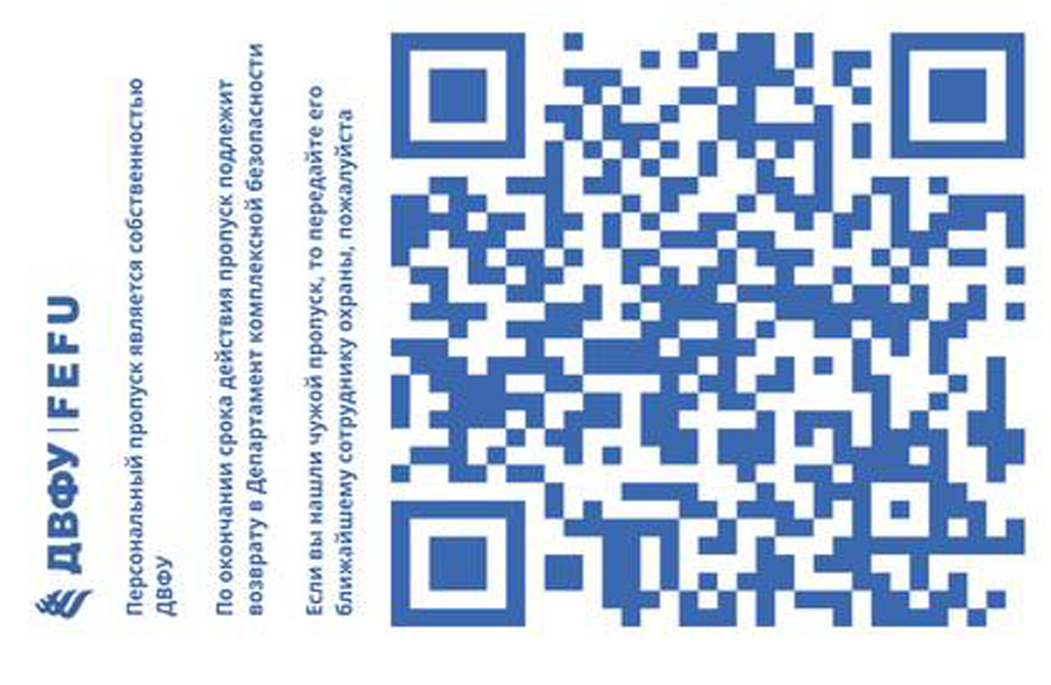 ДВФУ | FEFU
Персональный пропуск является собственностью
ДВФУ
По окончании срока действия пропуск подлежит
возврату в Департамент комплексной безопасности
Если вы нашли чужой пропуск, то передайте его
ближайшему сотруднику охраны, пожалуйста